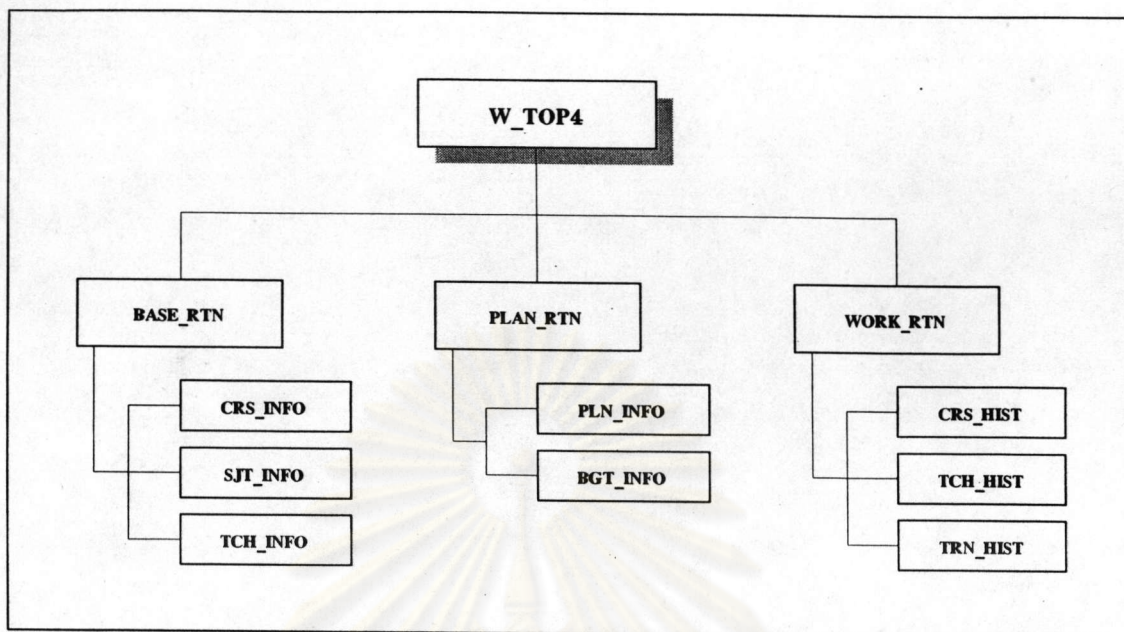 W_TOP4
BASE_RTN
PLAN_RTN
WORK_RTN
CRS_INFO
SJT_INFO
TCH_INFO
PLN_INFO
BGT_INFO
CRS_HIST
TCH_HIST
TRN_HIST